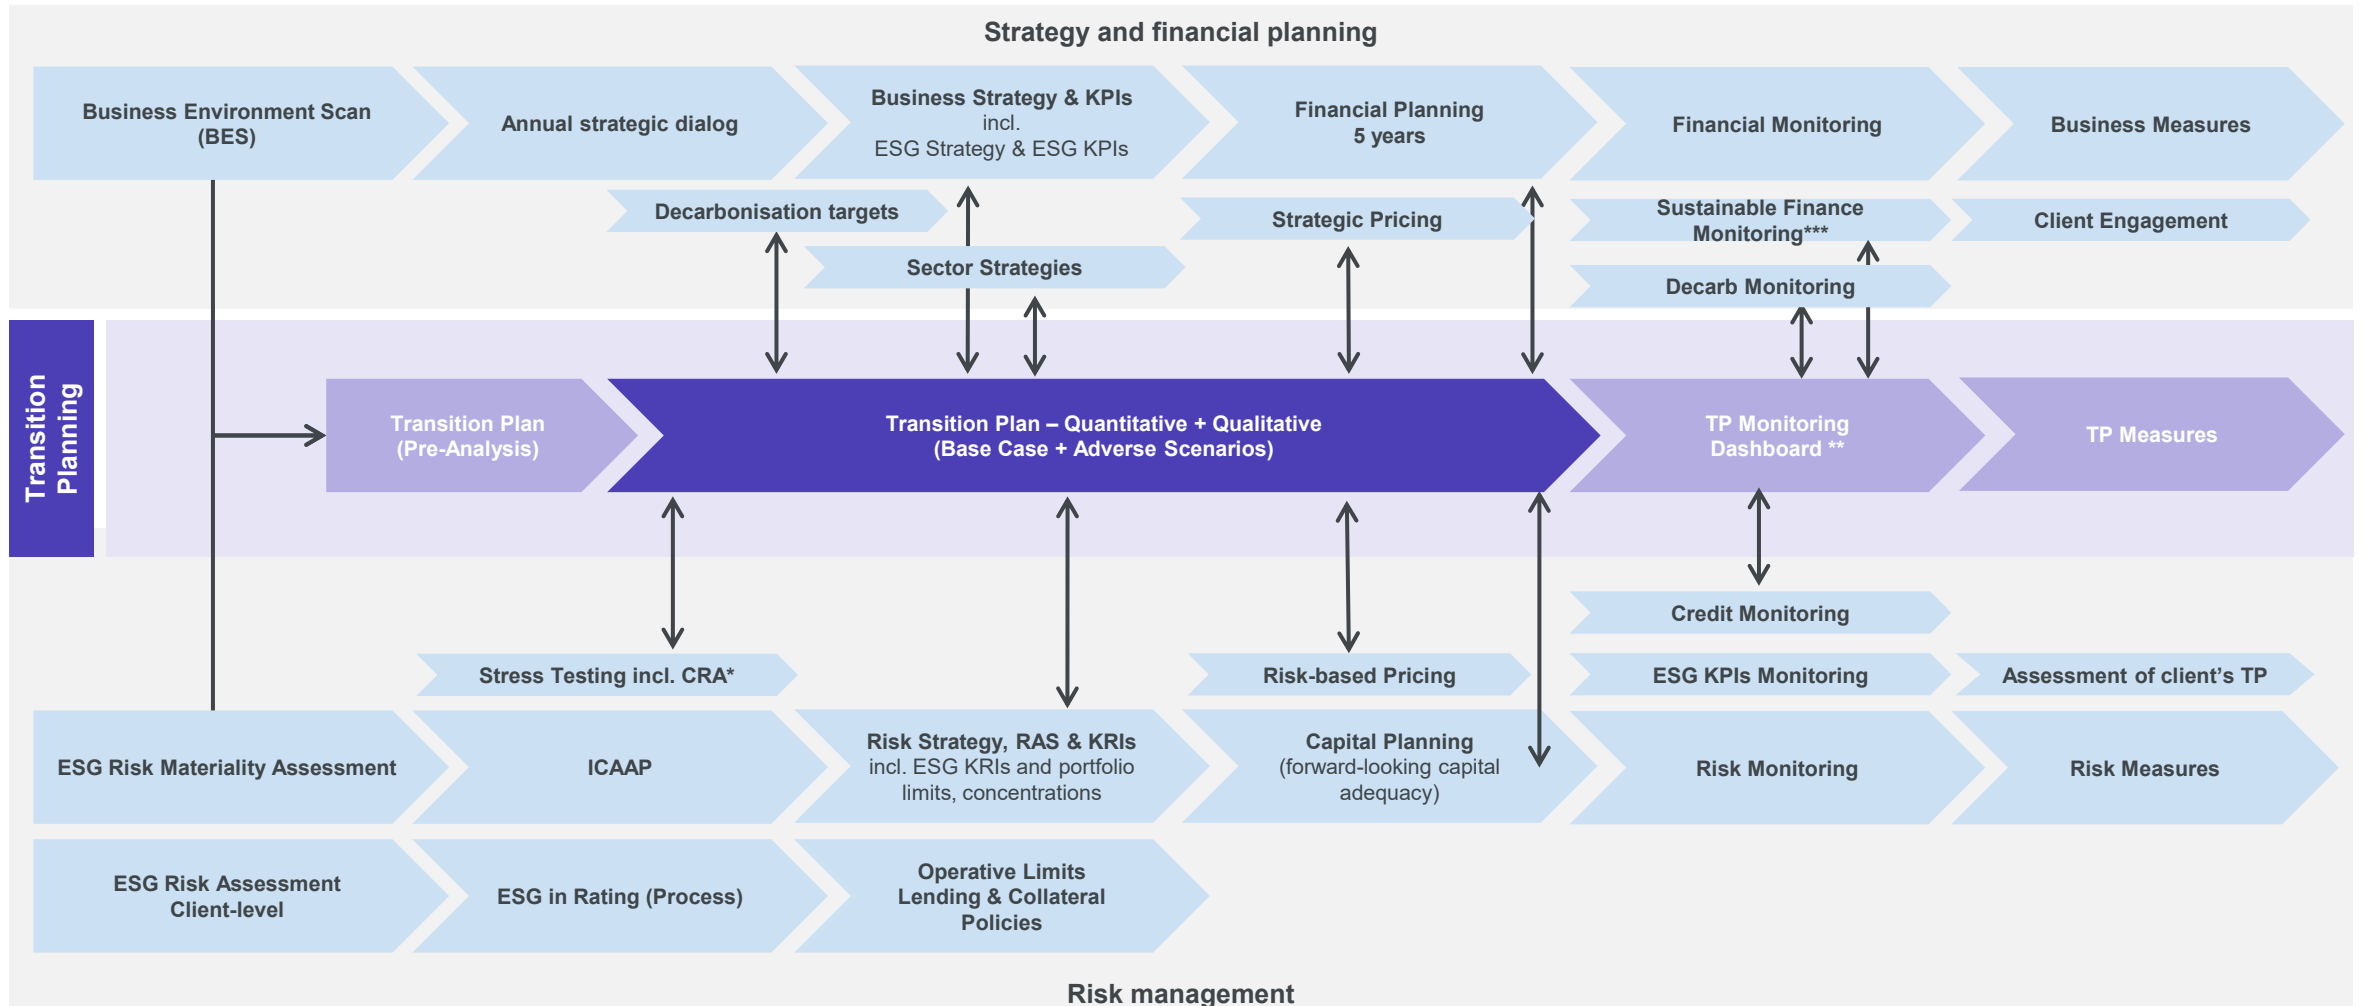 Strategy and financial planning
Business Environment Scan
(BES)
Annual strategic dialog
Business Strategy & KPIs
incl.
ESG Strategy & ESG KPIs
Financial Planning
5 years
Financial Monitoring
Business Measures
Decarbonisation targets
Sector Strategies
Strategic Pricing
Sustainable Finance
Monitoring***
Client Engagement
Decarb Monitoring
Transition
Planning
Transition Plan
(Pre-Analysis)
Transition Plan – Quantitative + Qualitative
(Base Case + Adverse Scenarios)
TP Monitoring
Dashboard **
TP Measures
Credit Monitoring
Stress Testing incl. CRA*
Risk-based Pricing
ESG KPIs Monitoring
Assessment of client's TP
ESG Risk Materiality Assessment
ICAAP
Risk Strategy, RAS & KRIs
incl. ESG KRIs and portfolio
limits, concentrations
Capital Planning
(forward-looking capital
adequacy)
Risk Monitoring
Risk Measures
ESG Risk Assessment
Client-level
ESG in Rating (Process)
Operative Limits
Lending & Collateral
Policies
Risk management